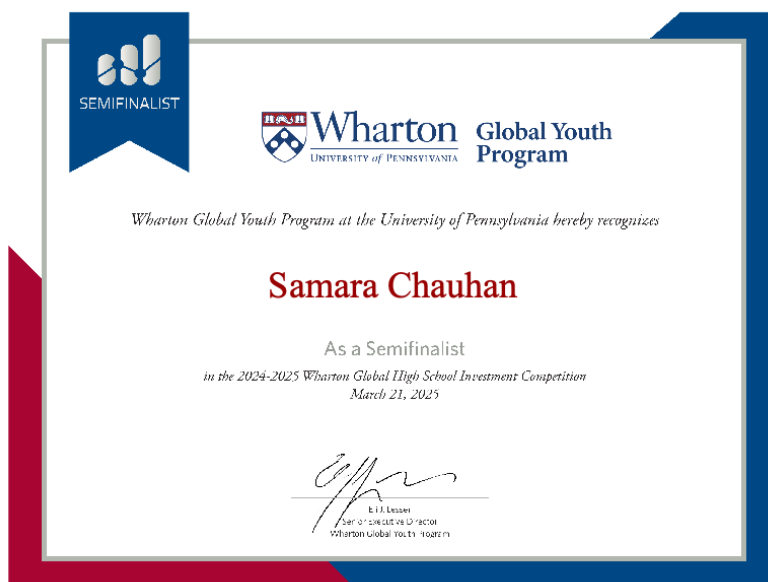 SEMIFINALIST
Wharton
UNIVERSITY of PENNSYLVANIA
Global Youth
Program
Wharton Global Youth Program at the University of Pennsylvania hereby recognizes
Samara Chauhan
As a Semifinalist
in the 2024-2025 Wharton Global High School Investment Competition
March 21, 2025
Eli J. Lesser
Senior Executive Director
Wharton Global Youth Program